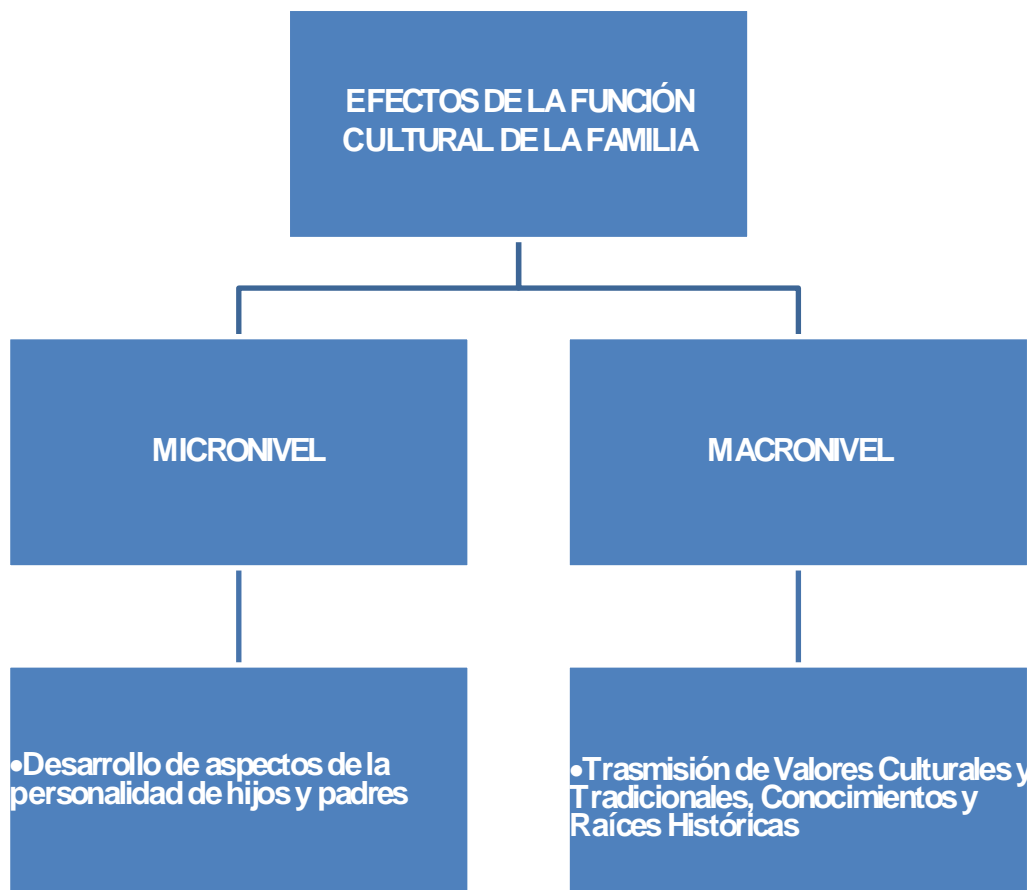 EFECTOS DE LA FUNCIÓN
CULTURAL DE LA FAMILIA
MICRONIVEL
MACRONIVEL
•Desarrollo de aspectos de la
personalidad de hijos y padres
•Trasmisión de Valores Culturales y
Tradicionales, Conocimientos y
Raíces Históricas